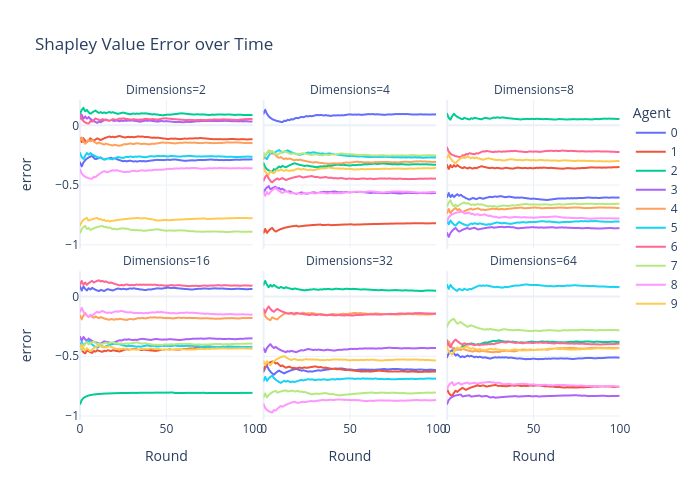 Shapley Value Error over Time
Dimensions=2
Dimensions=4
Dimensions=8
Agent
0
1
2
3
4
5
6
7
8
9
error
0
−0.5
−1
Dimensions=16
Dimensions=32
Dimensions=64
error
0
−0.5
−1
0
50
100
0
50
100
0
50
100
Round
Round
Round